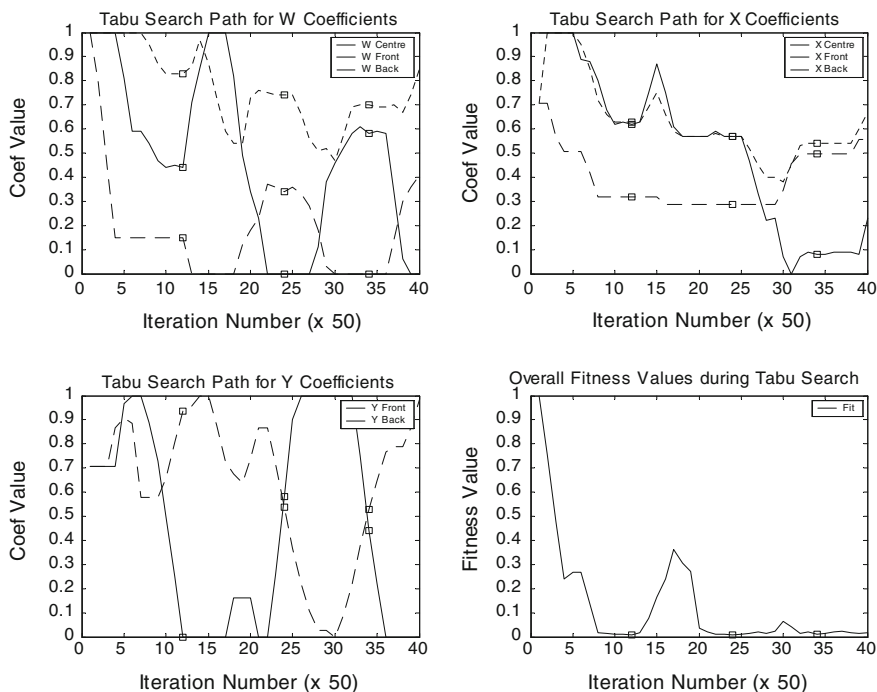 Tabu Search Path for W Coefficients
W Centre
W Front
W Back
1
0.9
0.8
0.7
0.6
0.5
0.4
0.3
0.2
0.1
0
Coef Value
0 5 10 15 20 25 30 35 40
Iteration Number (x 50)
Tabu Search Path for X Coefficients
X Centre
X Front
X Back
1
0.9
0.8
0.7
0.6
0.5
0.4
0.3
0.2
0.1
0
Coef Value
0 5 10 15 20 25 30 35 40
Iteration Number (x 50)
Tabu Search Path for Y Coefficients
Y Front
Y Back
1
0.9
0.8
0.7
0.6
0.5
0.4
0.3
0.2
0.1
0
Coef Value
0 5 10 15 20 25 30 35 40
Iteration Number (x 50)
Overall Fitness Values during Tabu Search
Fit
1
0.9
0.8
0.7
0.6
0.5
0.4
0.3
0.2
0.1
0
Fitness Value
0 5 10 15 20 25 30 35 40
Iteration Number (x 50)